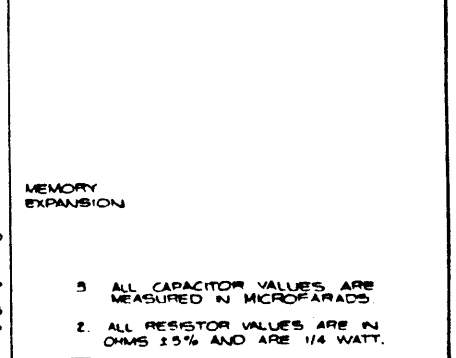 MEMORY
EXPANSION
3 ALL CAPACITOR VALUES ARE
MEASURED IN MICROFARADS.
2. ALL RESISTOR VALUES ARE IN
OHMS ±5% AND ARE 1/4 WATT.